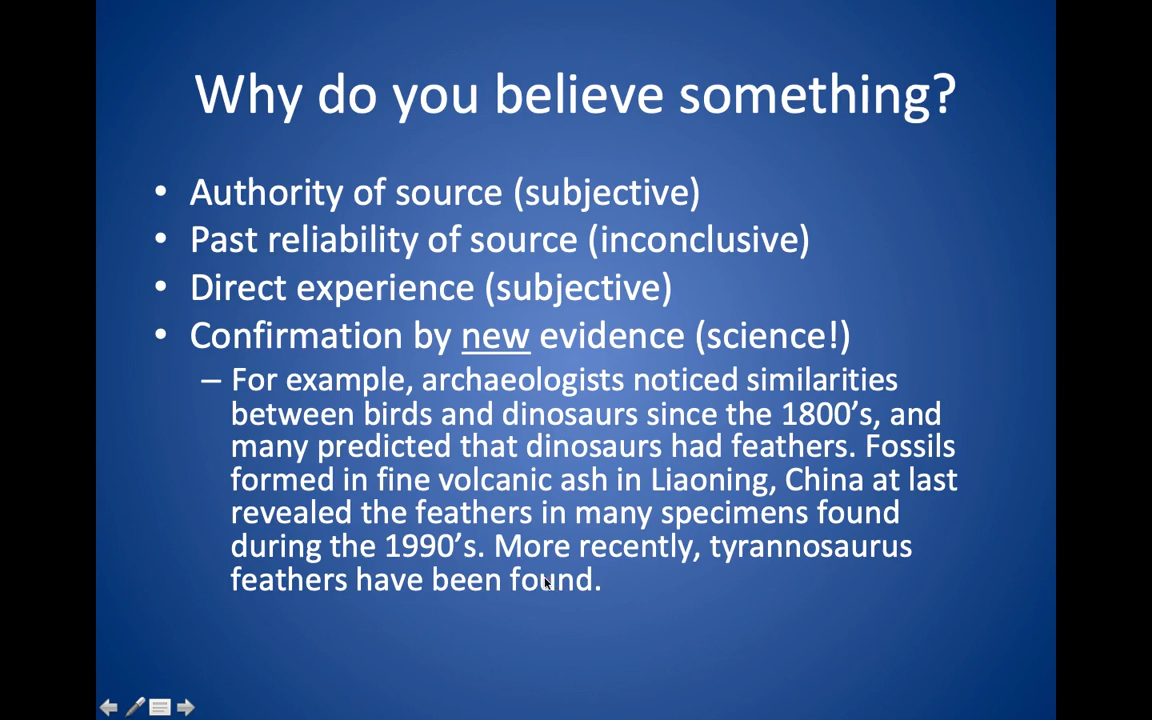 Why do you believe something?
• Authority of source (subjective)
• Past reliability of source (inconclusive)
• Direct experience (subjective)
• Confirmation by new evidence (science!)
– For example, archaeologists noticed similarities
between birds and dinosaurs since the 1800’s, and
many predicted that dinosaurs had feathers. Fossils
formed in fine volcanic ash in Liaoning, China at last
revealed the feathers in many specimens found
during the 1990’s. More recently, tyrannosaurus
feathers have been found.